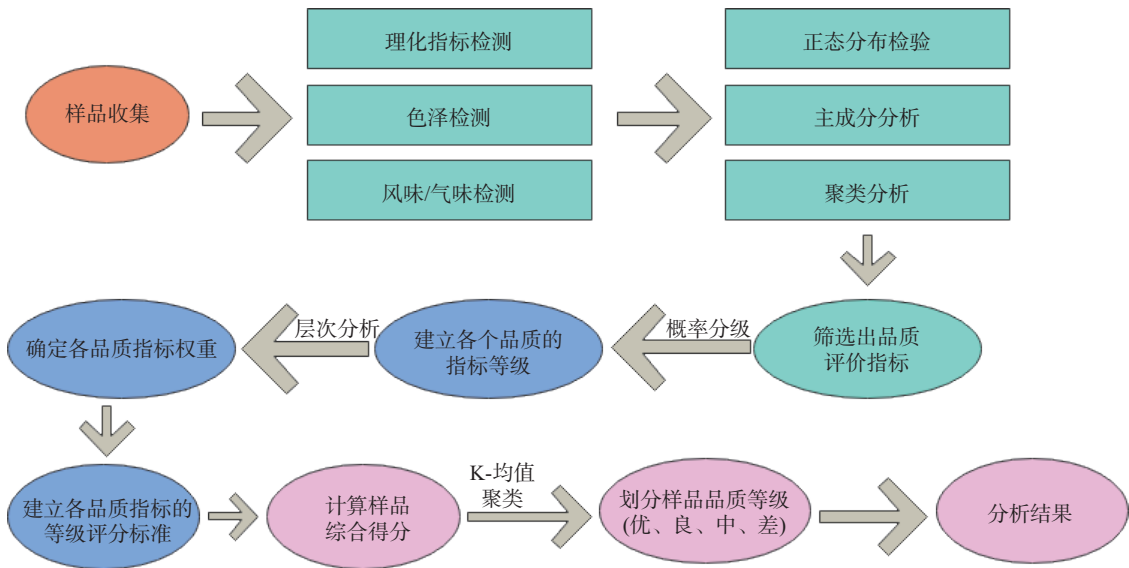 样品收集
理化指标检测
色泽检测
风味/气味检测
正态分布检验
主成分分析
聚类分析
筛选出品质
评价指标
概率分级
建立各个品质的
指标等级
层次分析
确定各品质指标权重
建立各品质指标的
等级评分标准
计算样品
综合得分
K-均值
聚类
划分样品品质等级
(优、良、中、差)
分析结果